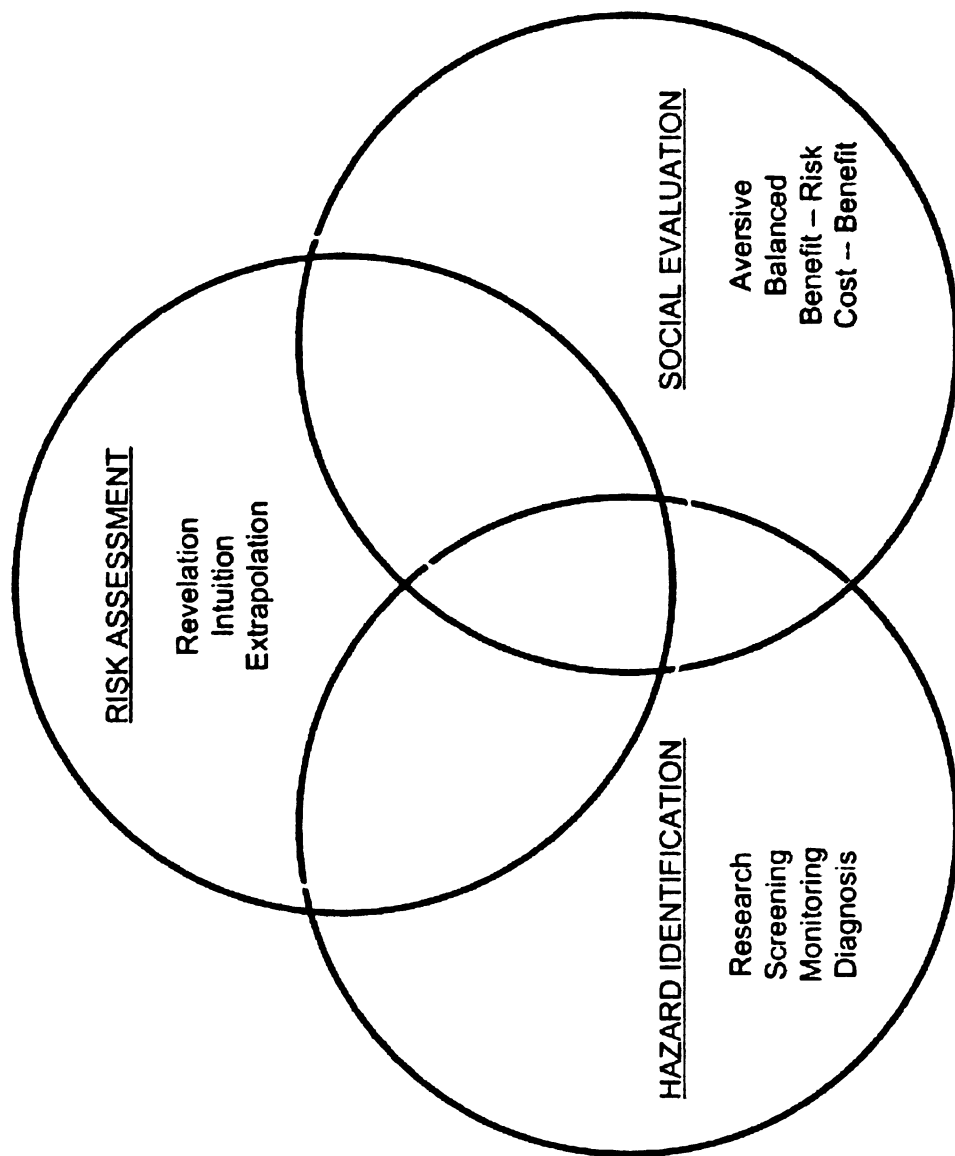 RISK ASSESSMENT
Revelation
Intuition
Extrapolation
HAZARD IDENTIFICATION
Research
Screening
Monitoring
Diagnosis
SOCIAL EVALUATION
Aversive
Balanced
Benefit – Risk
Cost -- Benefit